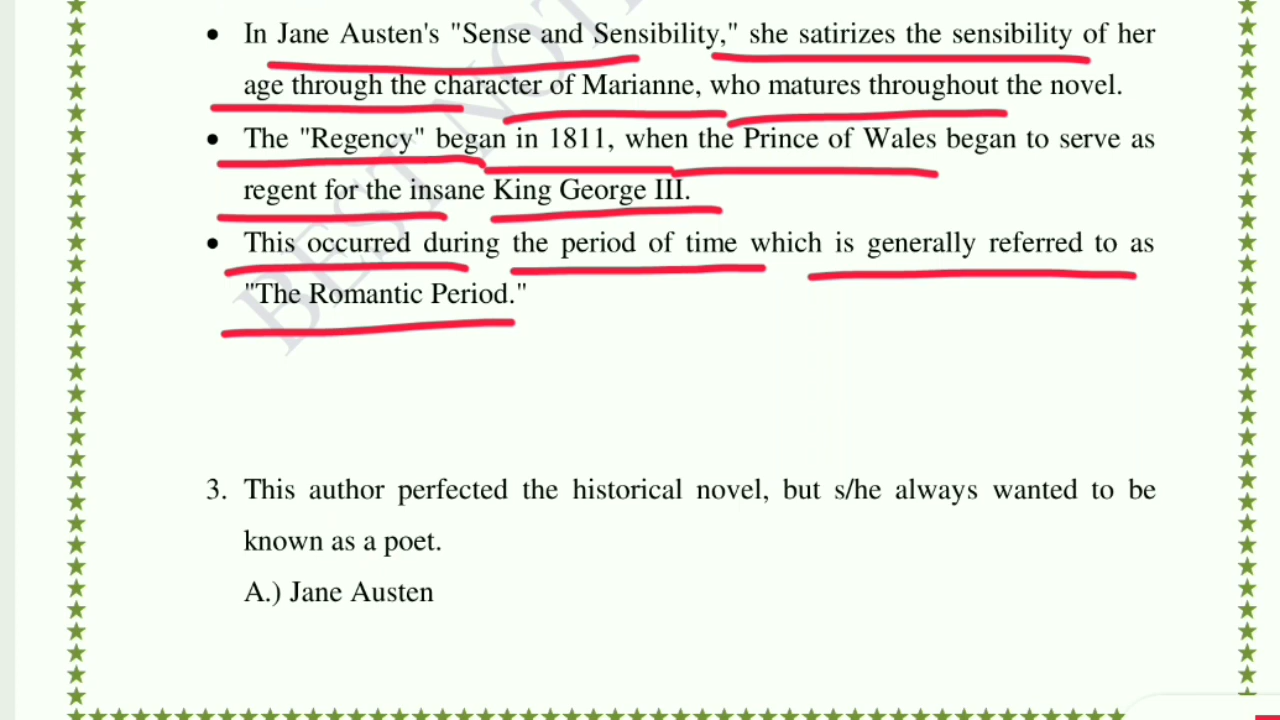 • In Jane Austen's "Sense and Sensibility," she satirizes the sensibility of her
age through the character of Marianne, who matures throughout the novel.
• The "Regency" began in 1811, when the Prince of Wales began to serve as
regent for the insane King George III.
• This occurred during the period of time which is generally referred to as
"The Romantic Period."
3. This author perfected the historical novel, but s/he always wanted to be
known as a poet.
A.) Jane Austen